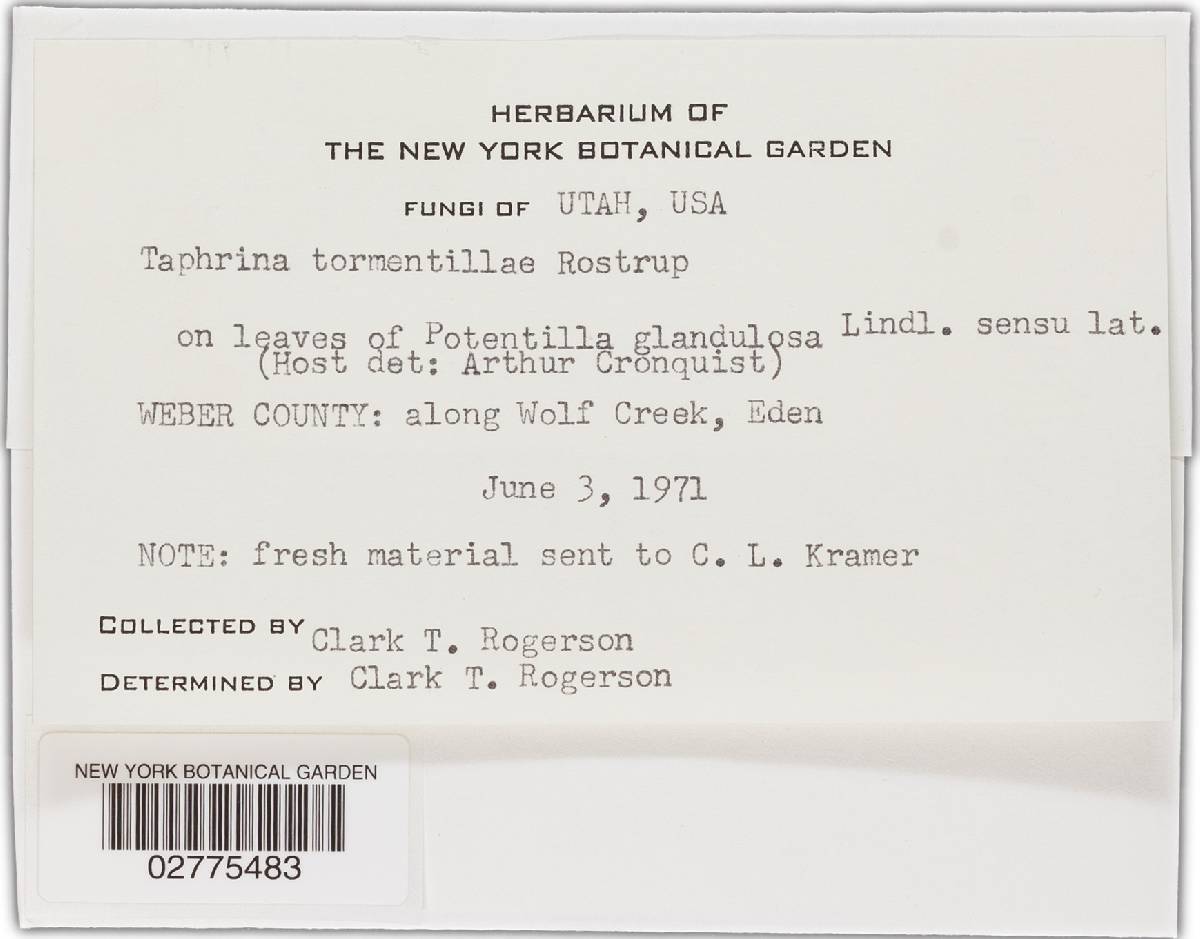 HERBARIUM OF
THE NEW YORK BOTANICAL GARDEN
FUNGI OF UTAH, USA
Taphrina tormentillae Rostrup
on leaves of Potentilla glandulosa Lindl. sensu lat.
(Host det: Arthur Cronquist)
WEBER COUNTY: along Wolf Creek, Eden
June 3, 1971
NOTE: fresh material sent to C. L. Kramer
COLLECTED BY Clark T. Rogerson
DETERMINED BY Clark T. Rogerson
NEW YORK BOTANICAL GARDEN
02775483